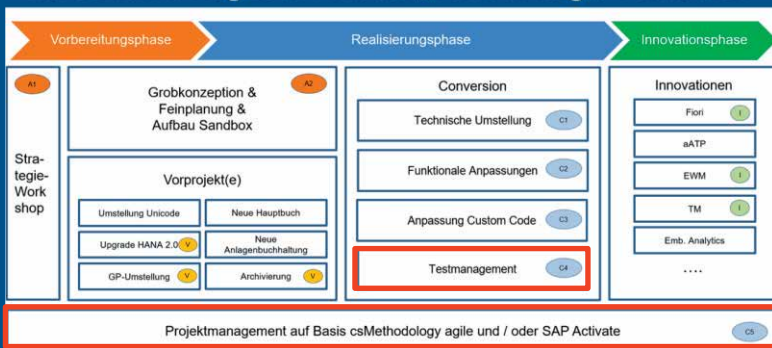 Vorbereitungsphase
Realisierungsphase
Innovationsphase
A1
Stra-
tegie-
Work
shop
A2
Grobkonzeption &
Feinplanung &
Aufbau Sandbox
Vorprojekt(e)
Umstellung Unicode
Neue Hauptbuch
Upgrade HANA 2.0 V
Neue
Anlagenbuchhaltung
GP-Umstellung V
Archivierung V
Conversion
Technische Umstellung C1
Funktionale Anpassungen C2
Anpassung Custom Code C3
Testmanagement C4
Innovationen
Fiori I
aATP
EWM I
TM I
Emb. Analytics
....
Projektmanagement auf Basis csMethodology agile und / oder SAP Activate C5